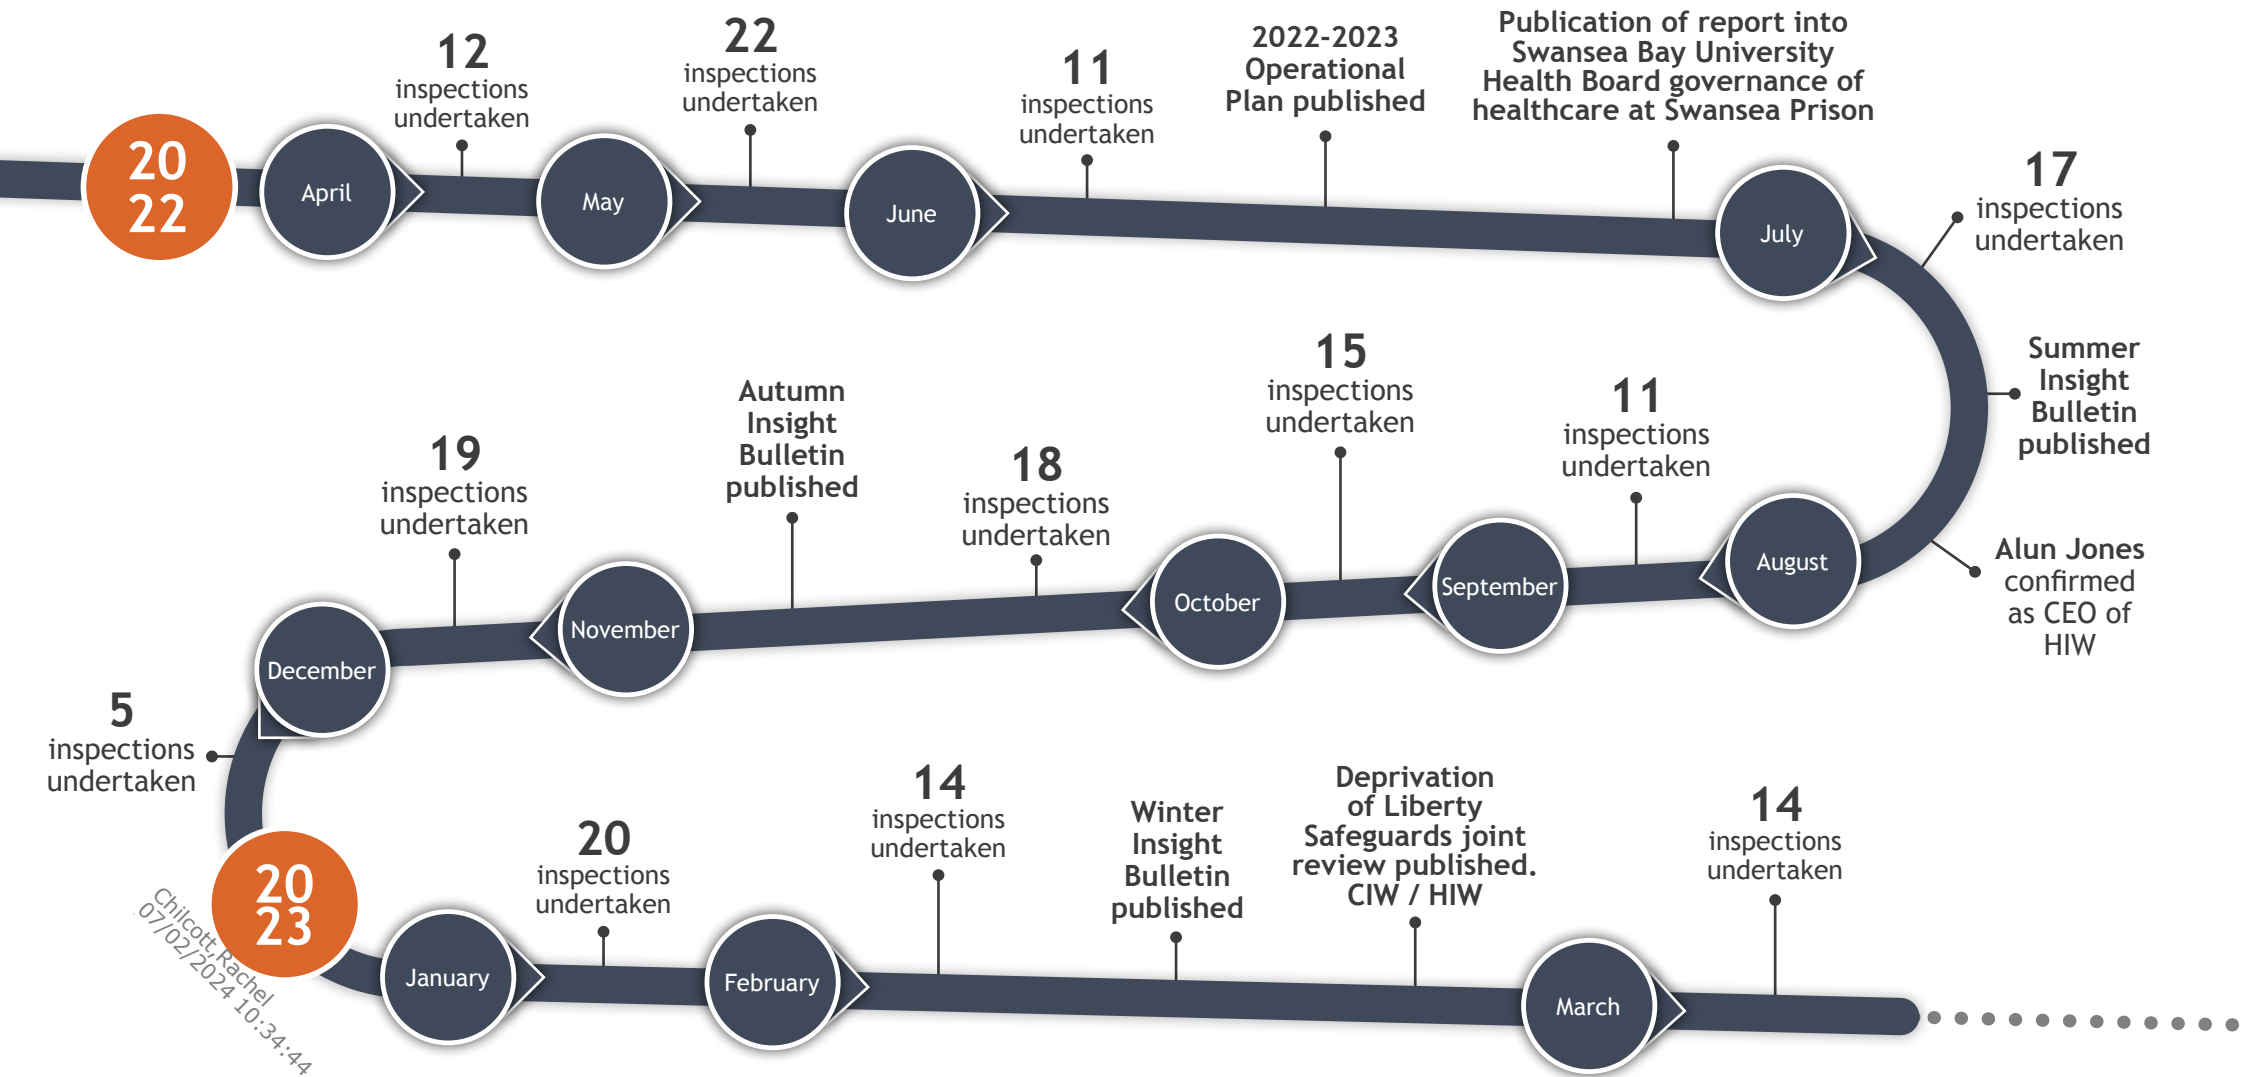 20
22
April
12
inspections
undertaken
May
22
inspections
undertaken
June
11
inspections
undertaken
2022-2023
Operational
Plan published
Publication of report into
Swansea Bay University
Health Board governance of
healthcare at Swansea Prison
July
17
inspections
undertaken
Summer
Insight
Bulletin
published
Alun Jones
confirmed
as CEO of
HIW
August
11
inspections
undertaken
September
15
inspections
undertaken
October
18
inspections
undertaken
Autumn
Insight
Bulletin
published
November
19
inspections
undertaken
December
5
inspections
undertaken
20
23
January
20
inspections
undertaken
February
14
inspections
undertaken
Winter
Insight
Bulletin
published
Deprivation
of Liberty
Safeguards joint
review published.
CIW / HIW
March
14
inspections
undertaken
Chilcott,Rachel
07/02/2024 10:34:44